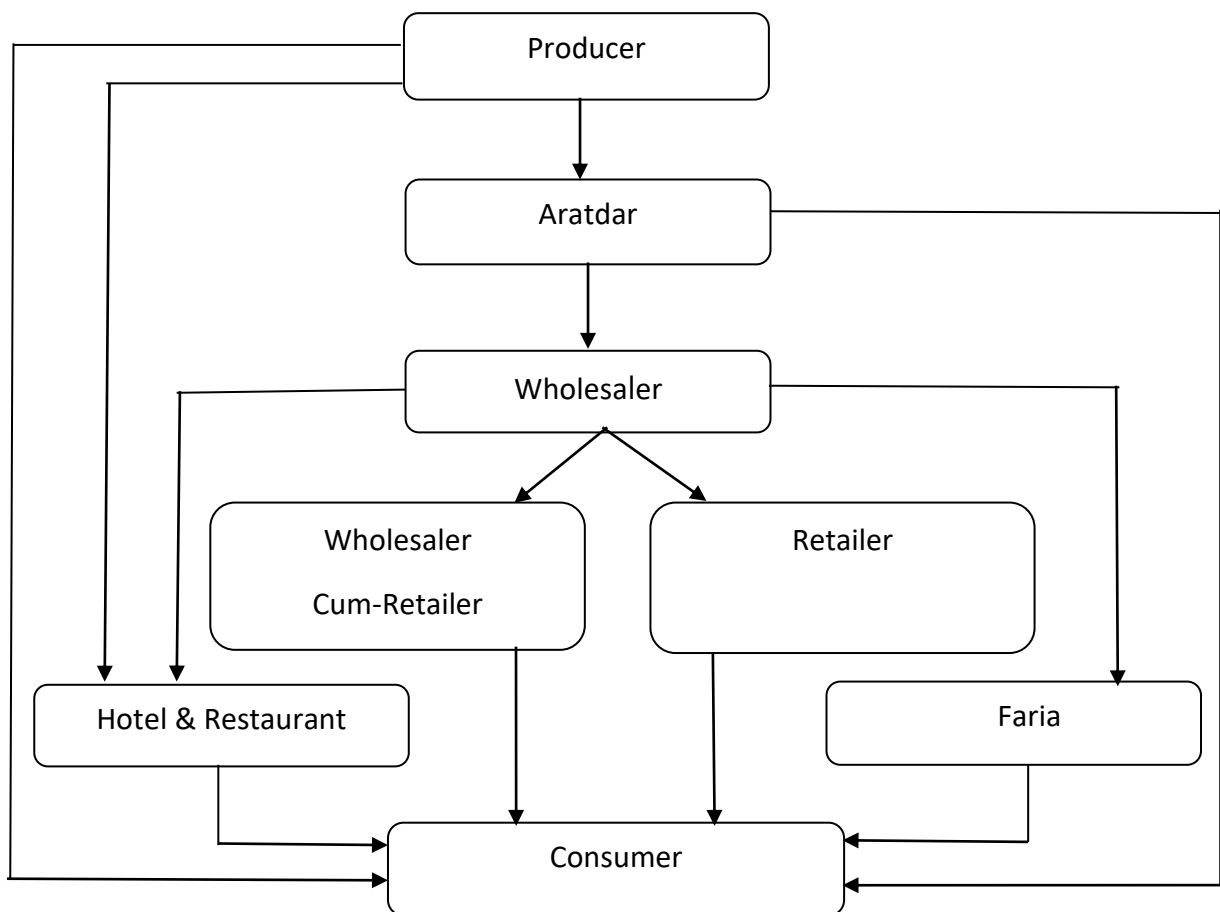 Producer
Aratdar
Wholesaler
Wholesaler
Cum-Retailer
Retailer
Hotel & Restaurant
Faria
Consumer